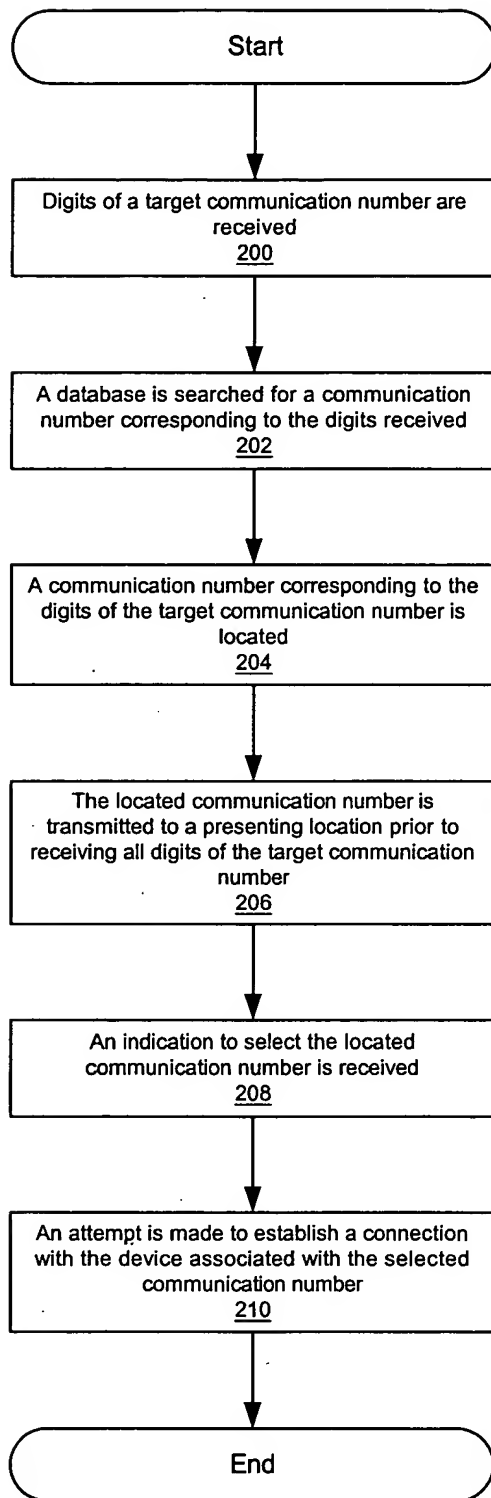 Start
Digits of a target communication number are
received
200
A database is searched for a communication
number corresponding to the digits received
202
A communication number corresponding to the
digits of the target communication number is
located
204
The located communication number is
transmitted to a presenting location prior to
receiving all digits of the target communication
number
206
An indication to select the located
communication number is received
208
An attempt is made to establish a connection
with the device associated with the selected
communication number
210
End